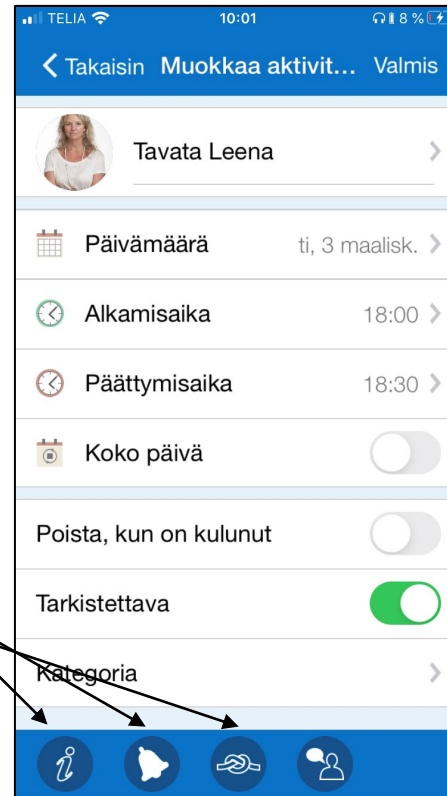 TELIA 10:01 8 %
Takaisin Muokkaa aktivit... Valmis
Tavata Leena
Päivämäärä ti, 3 maalisk.
Alkamisaika 18:00
Päättymisaika 18:30
Koko päivä
Poista, kun on kulunut
Tarkistettava
Kategoria
i